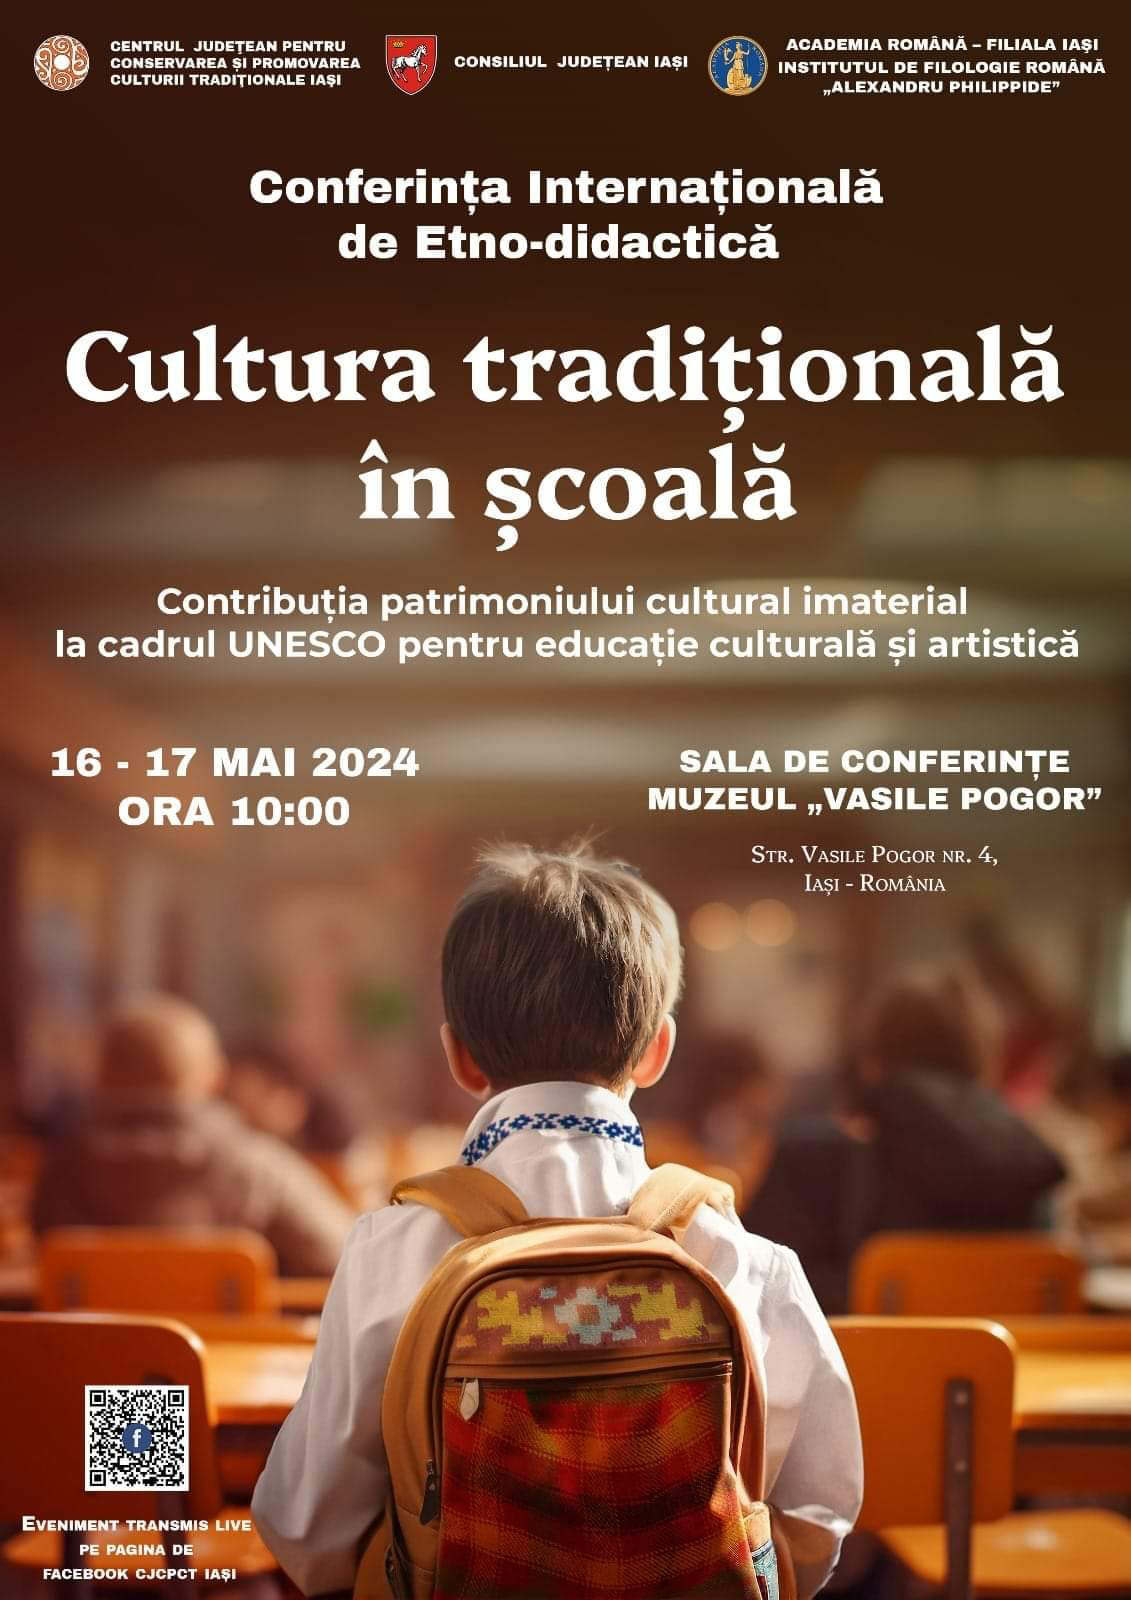 CENTRUL JUDEȚEAN PENTRU
CONSERVAREA ȘI PROMOVAREA
CULTURII TRADIȚIONALE IAȘI
CONSILIUL JUDEȚEAN IAȘI
ACADEMIA ROMÂNĂ – FILIALA IAȘI
INSTITUTUL DE FILOLOGIE ROMÂNĂ
„ALEXANDRU PHILIPPIDE”
Conferința Internațională
de Etno-didactică
Cultura tradițională
în școală
Contribuția patrimoniului cultural imaterial
la cadrul UNESCO pentru educație culturală și artistică
16 - 17 MAI 2024
ORA 10:00
SALA DE CONFERINȚE
MUZEUL „VASILE POGOR”
STR. VASILE POGOR NR. 4,
IAȘI - ROMÂNIA
EVENIMENT TRANSMIS LIVE
PE PAGINA DE
FACEBOOK CJCPCT IAȘI